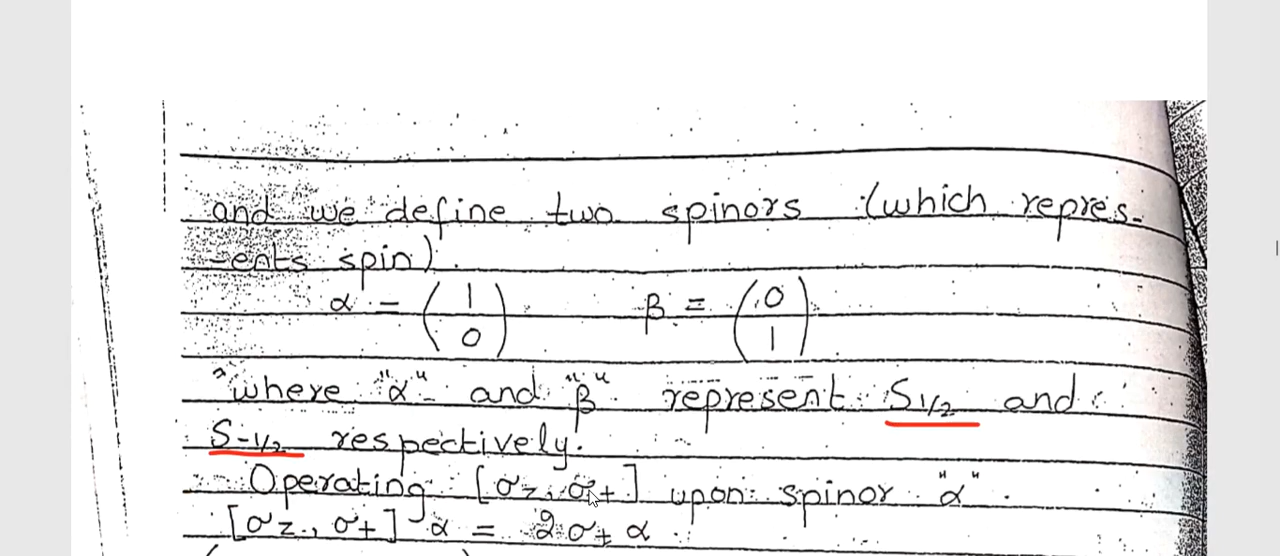 and we define two spinors (which repres-
-ents spin).
α = (1 0) β = (0 1)
where "α" and "β" represent S1/2 and
S-1/2 respectively.
Operating [σz, σ+] upon spinor "α".
[σz, σ+] α = 2σ+ α